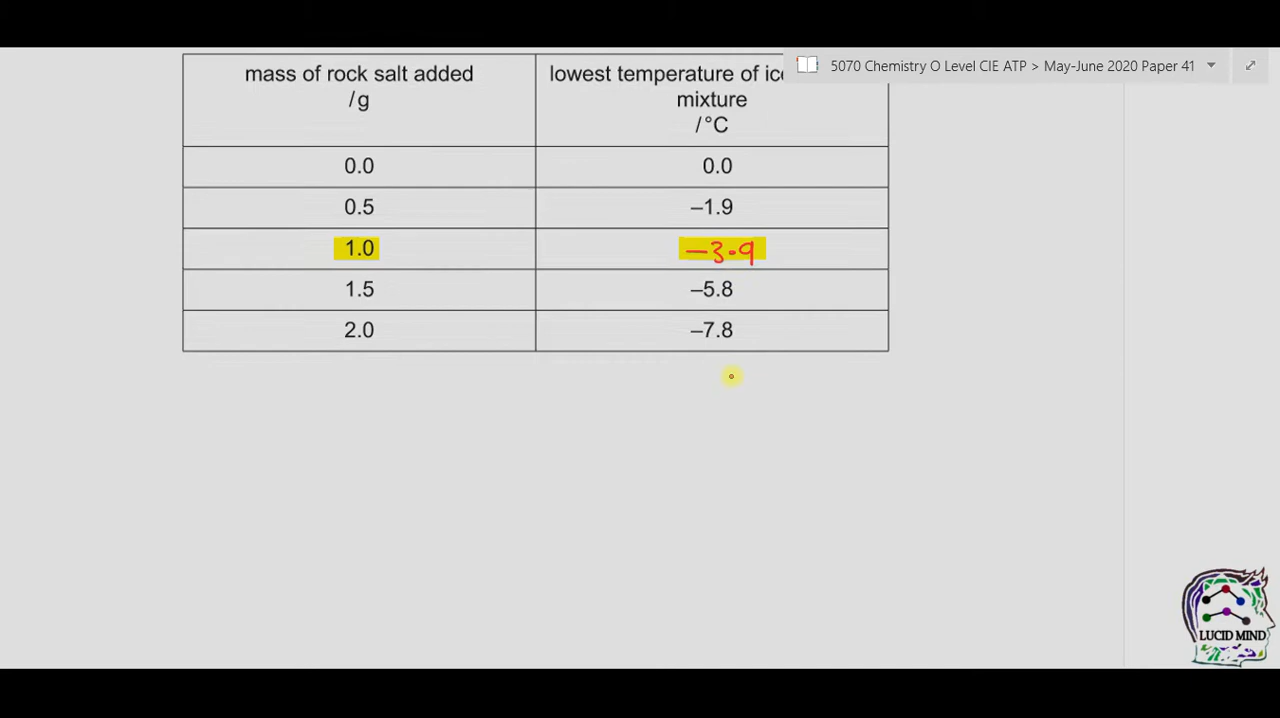 5070 Chemistry O Level CIE ATP > May-June 2020 Paper 41
mass of rock salt added
/g
lowest temperature of ice
mixture
/°C
0.0 0.0
0.5 –1.9
1.0 –3.9
1.5 –5.8
2.0 –7.8
LUCID MIND